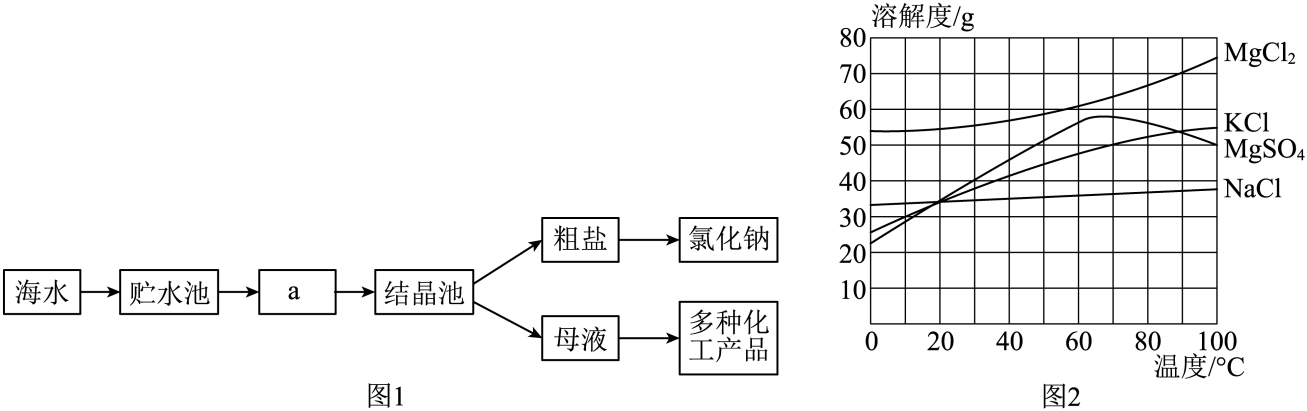 海水
贮水池
a
结晶池
粗盐
氯化钠
母液
多种化
工产品
图1
溶解度/g
80
70
60
50
40
30
20
10
0
20
40
60
80
100
温度/°C
MgCl₂
KCl
MgSO₄
NaCl
图2